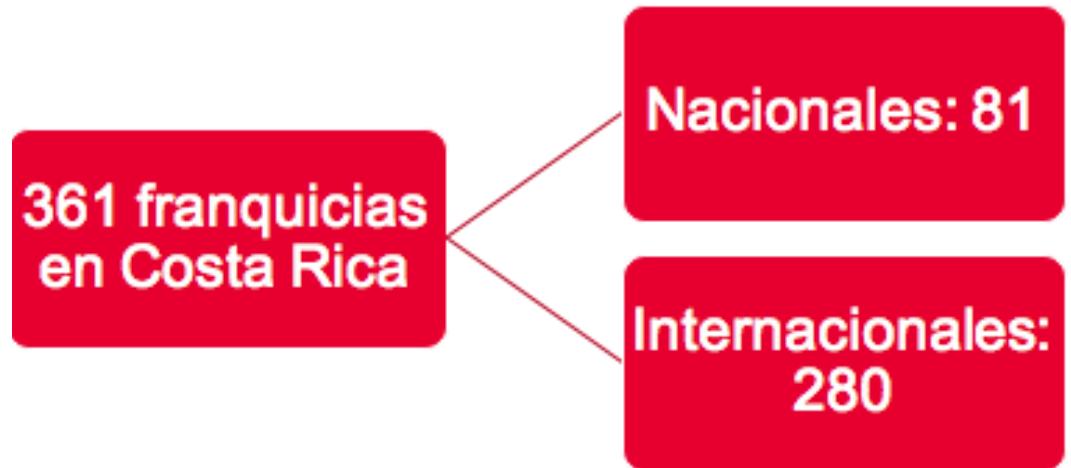 361 franquicias
en Costa Rica
Nacionales: 81
Internacionales:
280